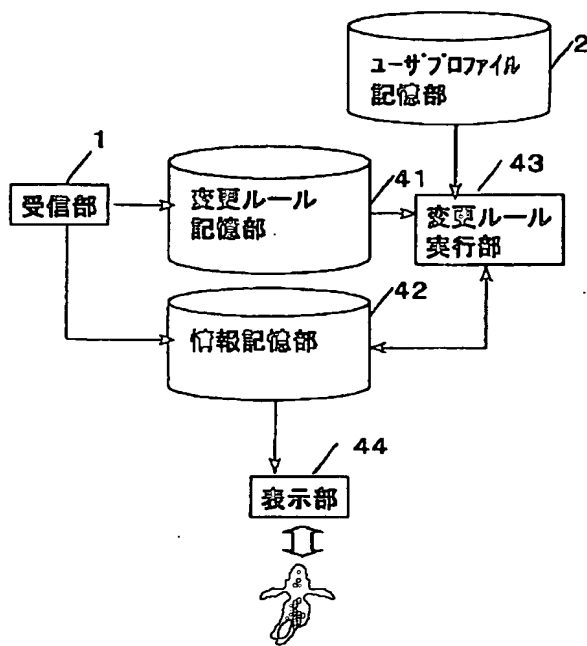 ユーザプロファイル
記憶部
2
1
受信部
変更ルール
記憶部
41
43
変更ルール
実行部
42
情報記憶部
44
表示部